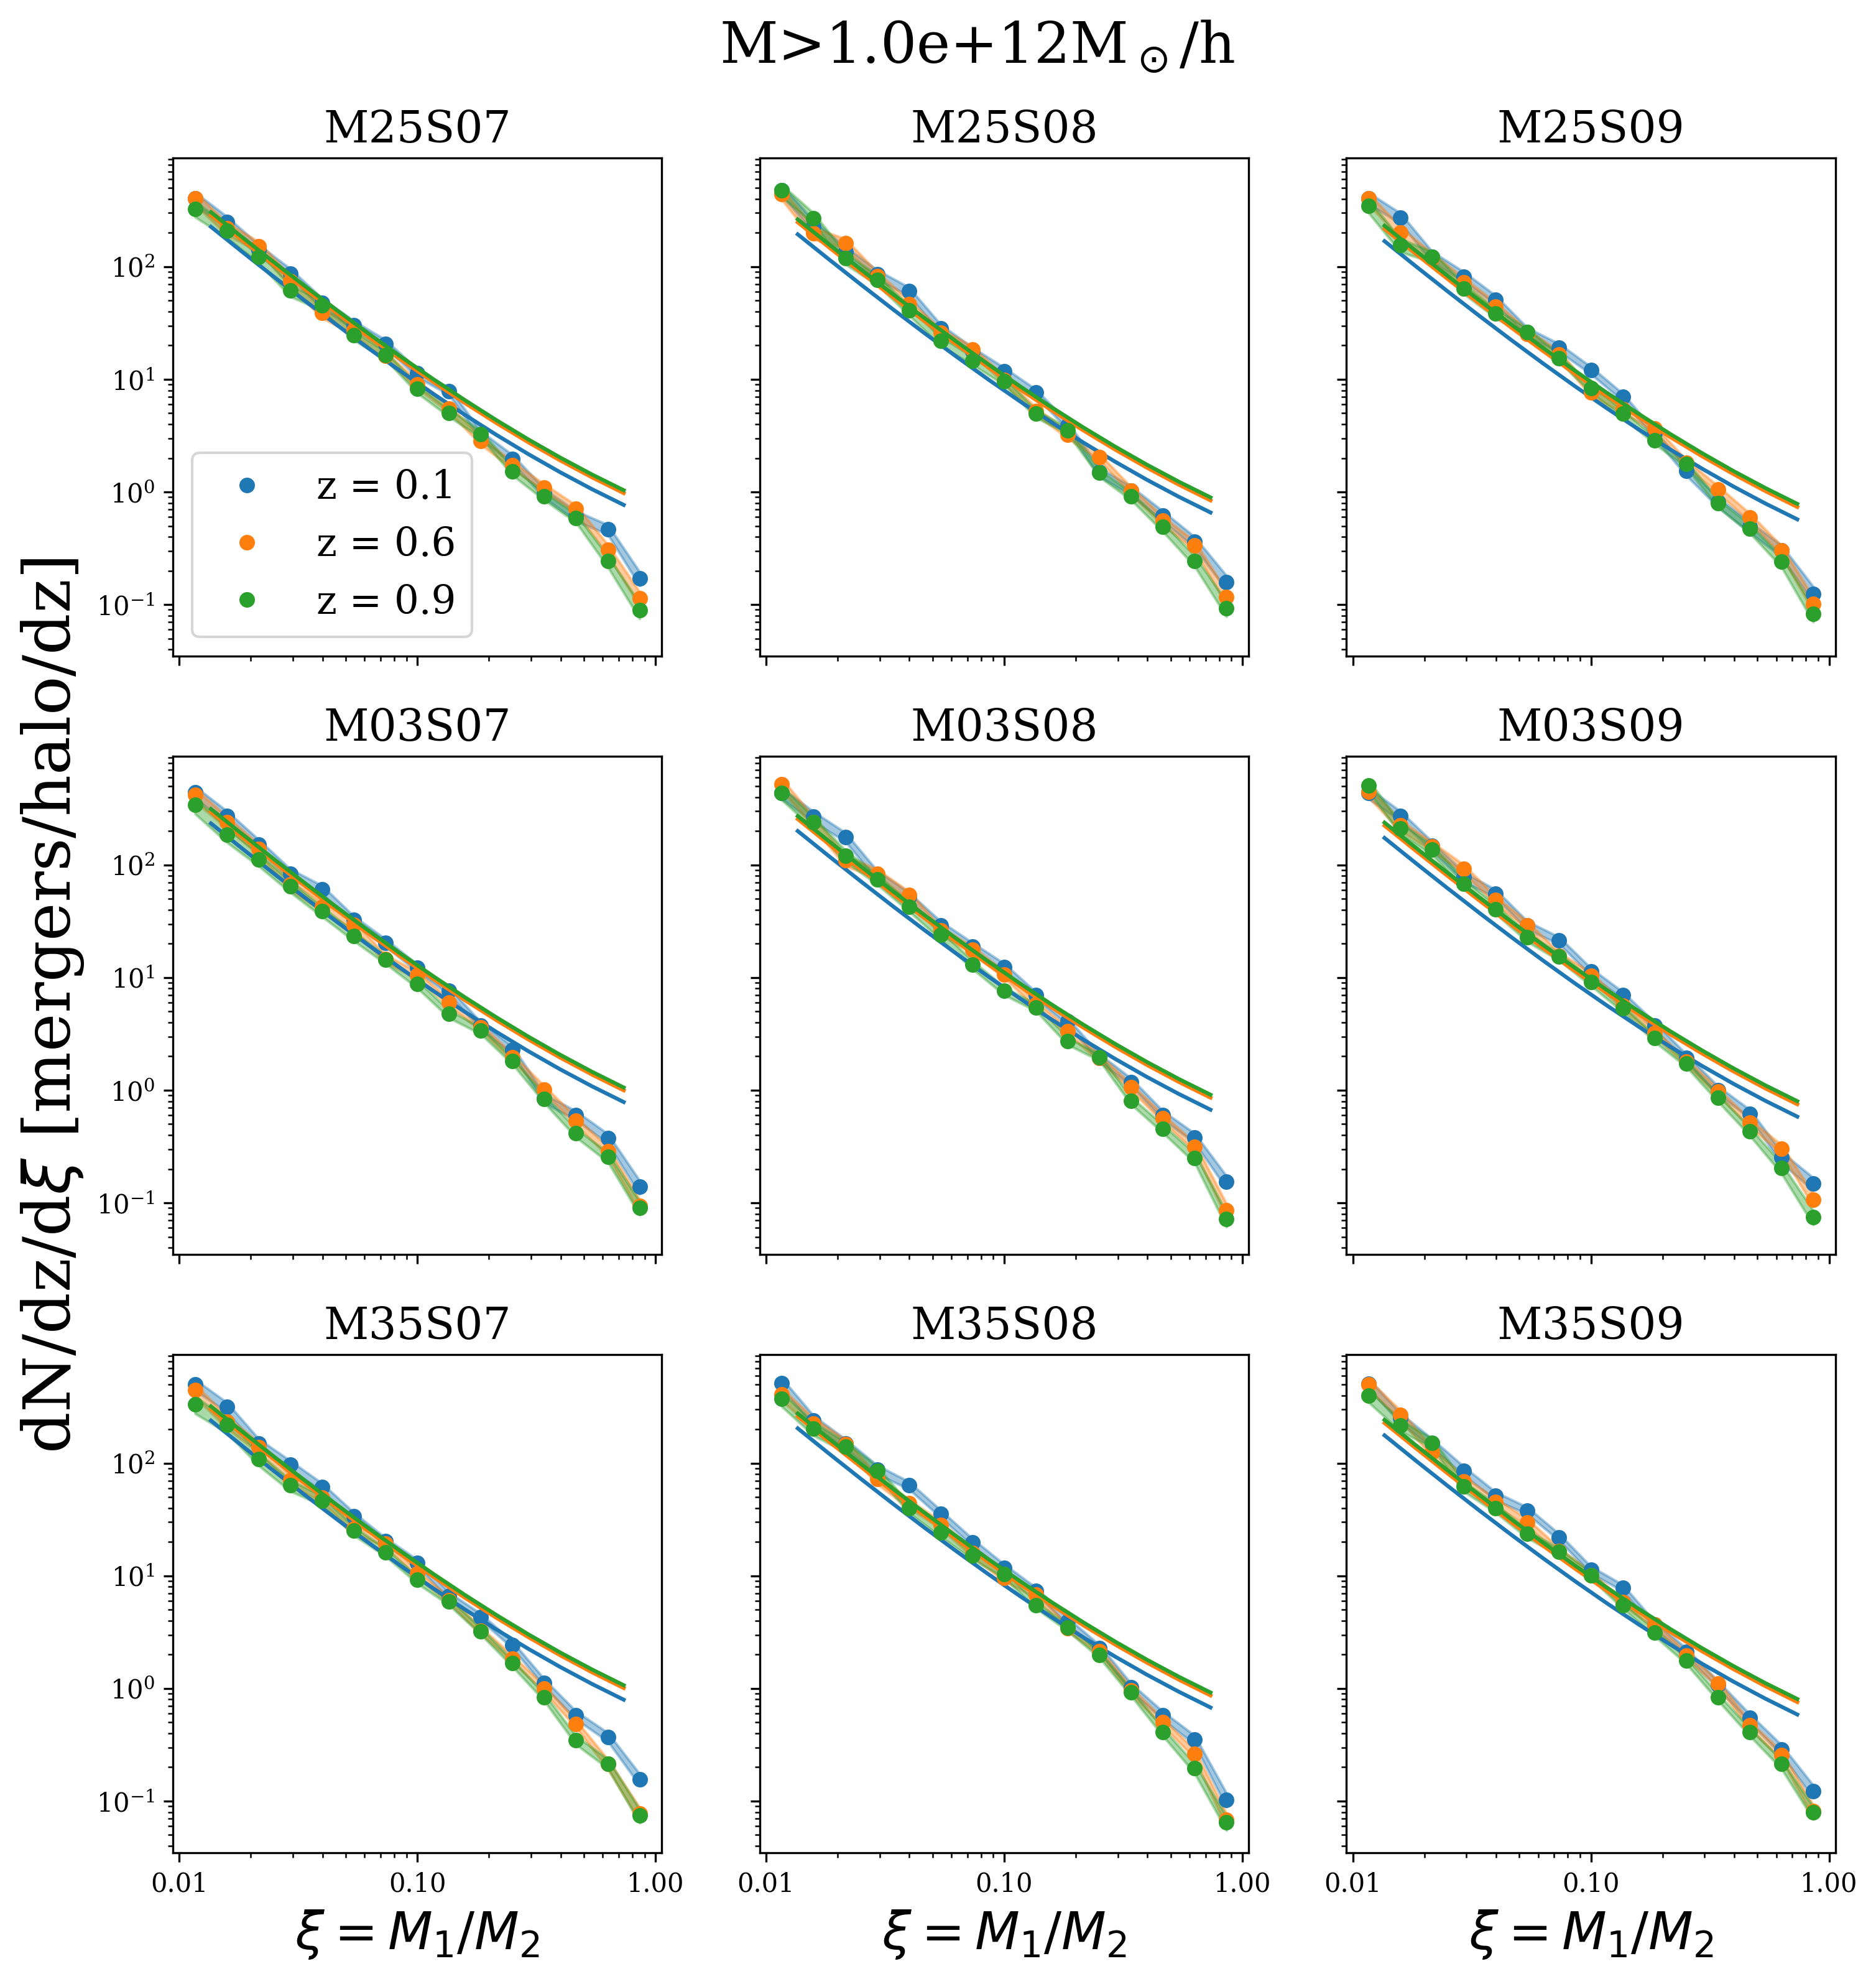 M>1.0e+12M⊙/h
M25S07
M25S08
M25S09
10²
10¹
10⁰
10⁻¹
z = 0.1
z = 0.6
z = 0.9
dN/dz/dξ [mergers/halo/dz]
M03S07
M03S08
M03S09
10²
10¹
10⁰
10⁻¹
M35S07
M35S08
M35S09
10²
10¹
10⁰
10⁻¹
0.01 0.10 1.00
0.01 0.10 1.00
0.01 0.10 1.00
ξ = M₁/M₂
ξ = M₁/M₂
ξ = M₁/M₂